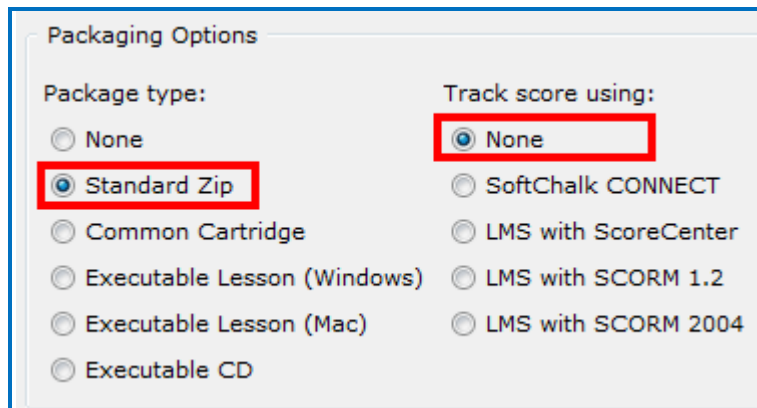 Packaging Options
Package type:
None
Standard Zip
Common Cartridge
Executable Lesson (Windows)
Executable Lesson (Mac)
Executable CD
Track score using:
None
SoftChalk CONNECT
LMS with ScoreCenter
LMS with SCORM 1.2
LMS with SCORM 2004